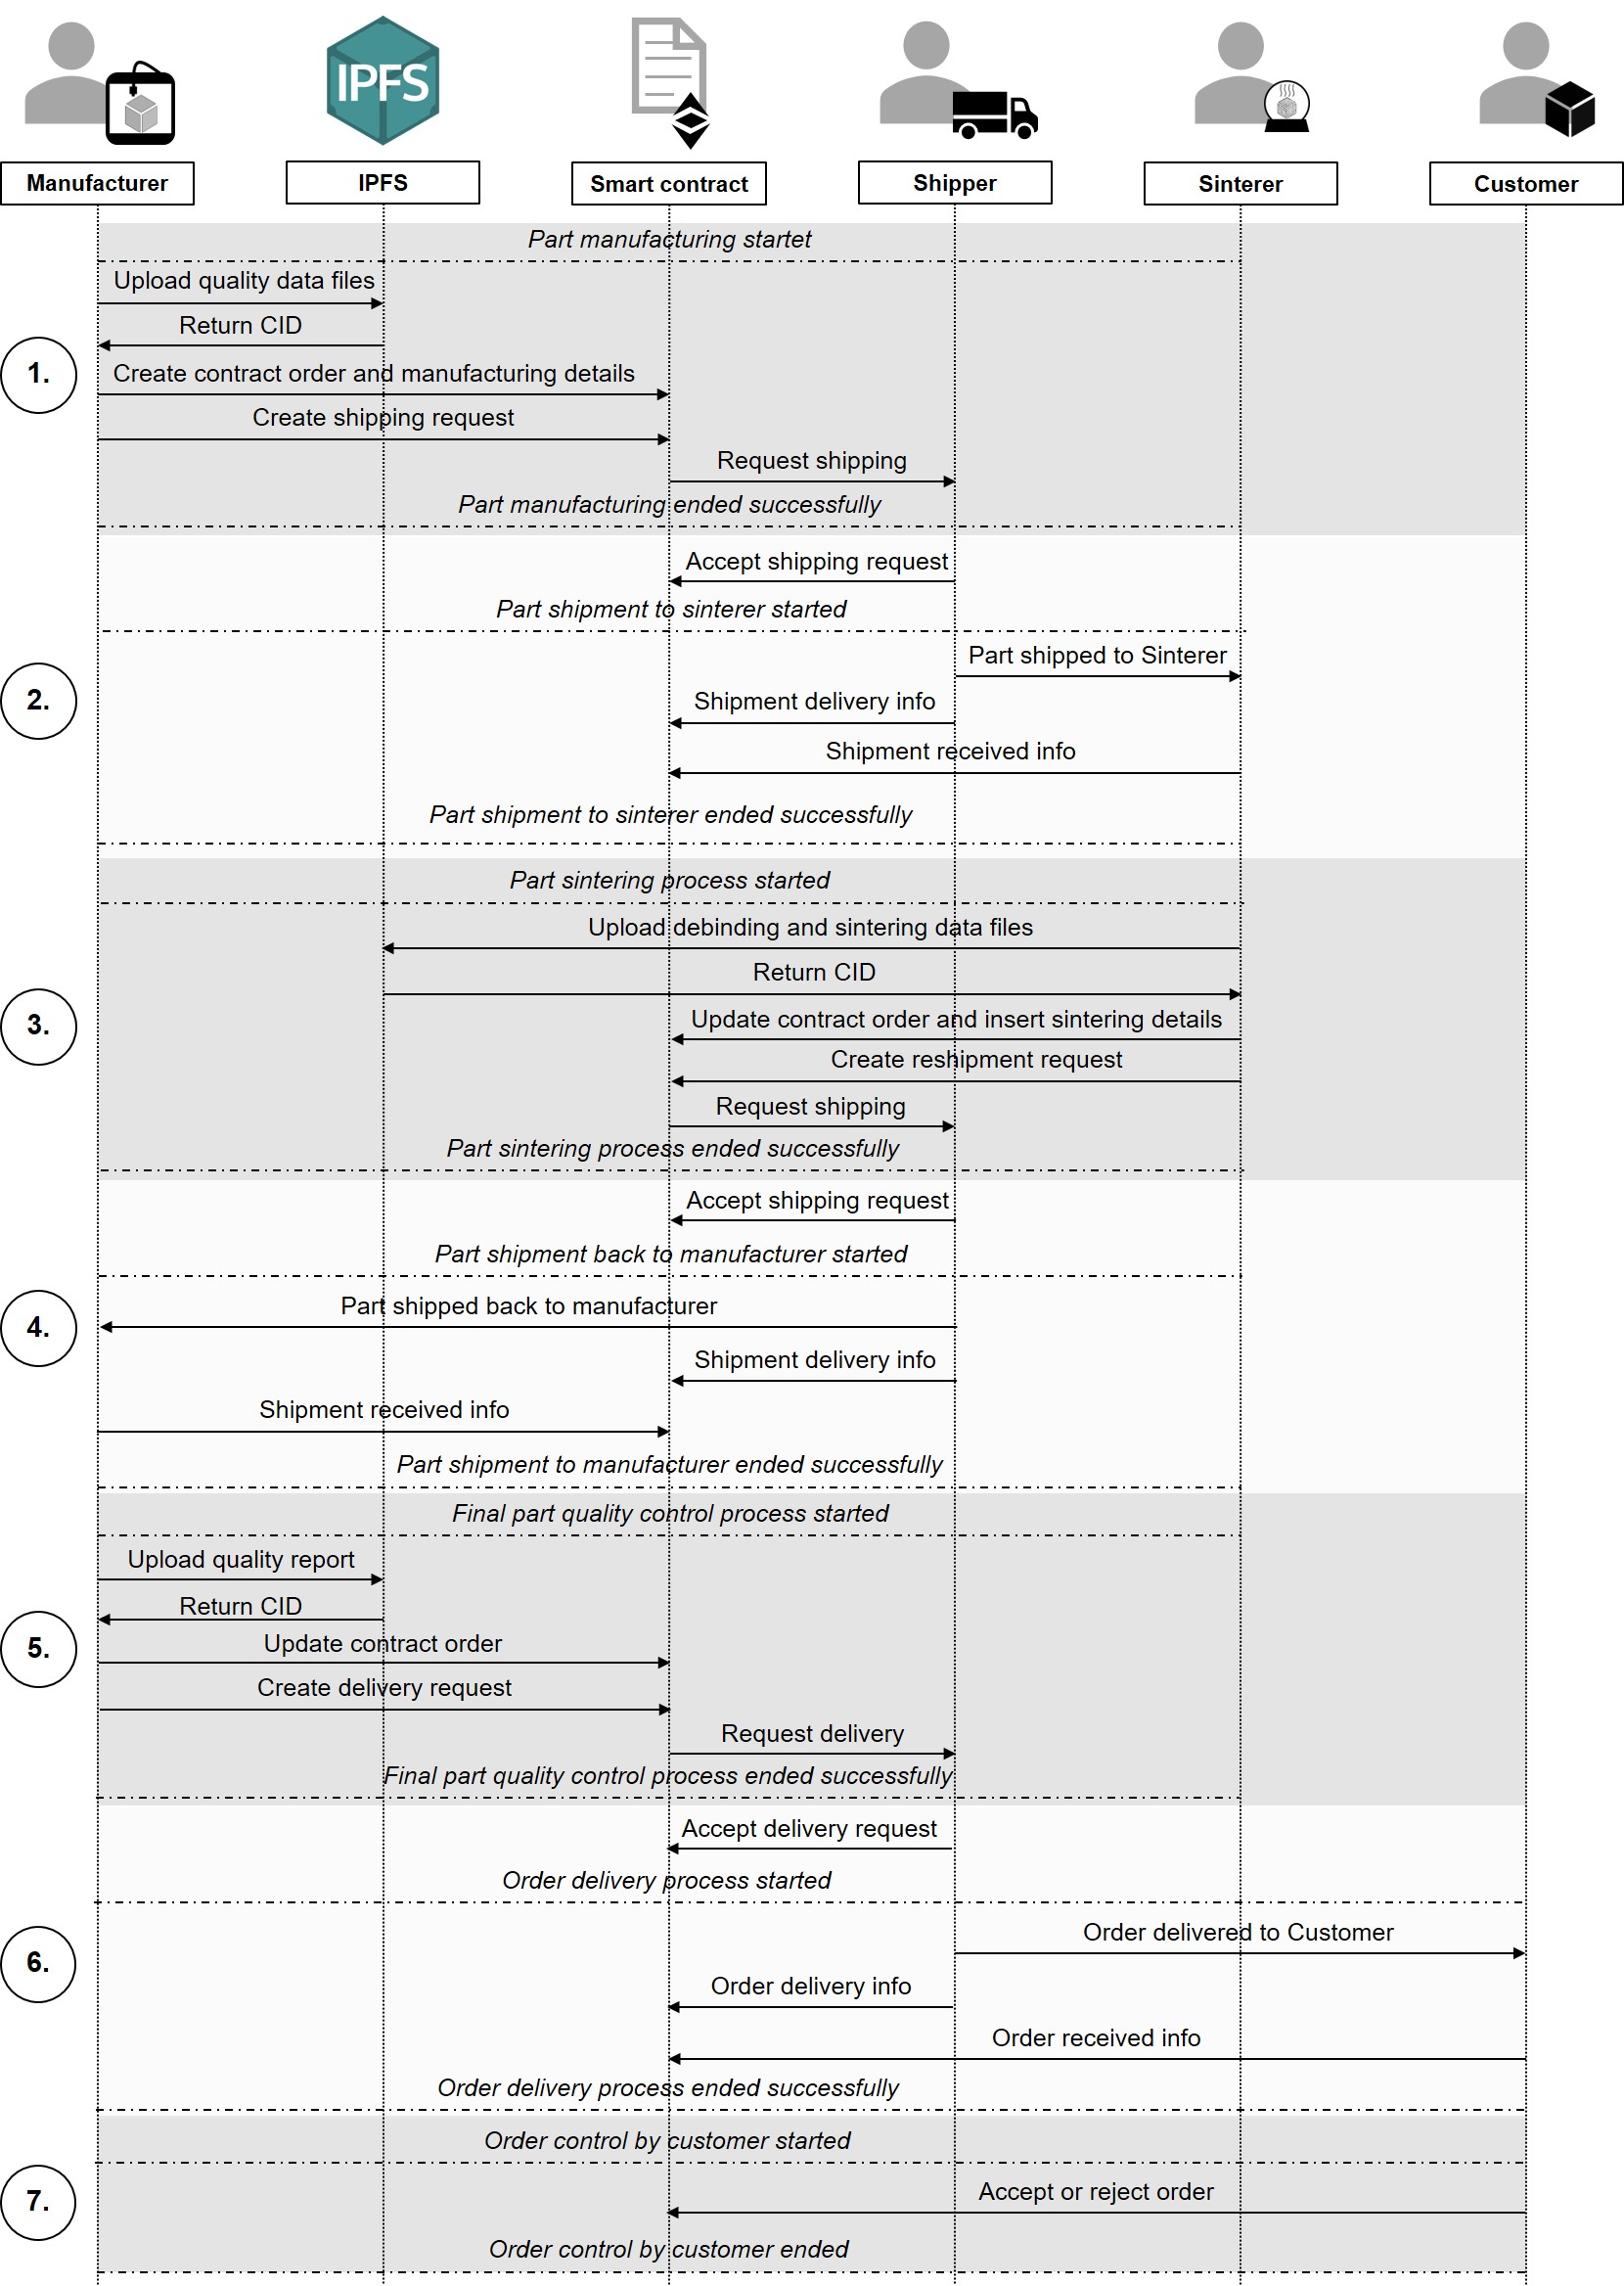 IPFS
Manufacturer
IPFS
Smart contract
Shipper
Sinterer
Customer
Part manufacturing startet
Upload quality data files
Return CID
1.
Create contract order and manufacturing details
Create shipping request
Request shipping
Part manufacturing ended successfully
Accept shipping request
Part shipment to sinterer started
Part shipped to Sinterer
2.
Shipment delivery info
Shipment received info
Part shipment to sinterer ended successfully
Part sintering process started
Upload debinding and sintering data files
Return CID
3.
Update contract order and insert sintering details
Create reshipment request
Request shipping
Part sintering process ended successfully
Accept shipping request
Part shipment back to manufacturer started
Part shipped back to manufacturer
4.
Shipment delivery info
Shipment received info
Part shipment to manufacturer ended successfully
Final part quality control process started
Upload quality report
Return CID
5.
Update contract order
Create delivery request
Request delivery
Final part quality control process ended successfully
Accept delivery request
Order delivery process started
Order delivered to Customer
6.
Order delivery info
Order received info
Order delivery process ended successfully
Order control by customer started
7.
Accept or reject order
Order control by customer ended